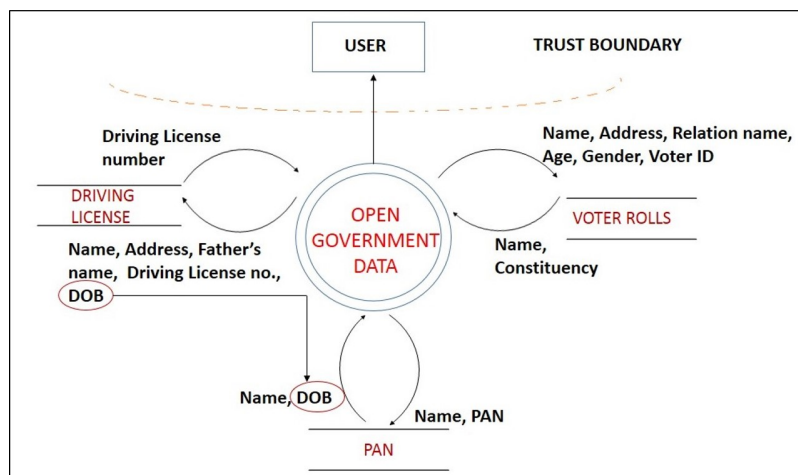 USER
TRUST BOUNDARY
Driving License
number
Name, Address, Relation name,
Age, Gender, Voter ID
DRIVING
LICENSE
OPEN
GOVERNMENT
DATA
VOTER ROLLS
Name, Address, Father's
name, Driving License no.,
DOB
Name,
Constituency
Name, DOB
Name, PAN
PAN